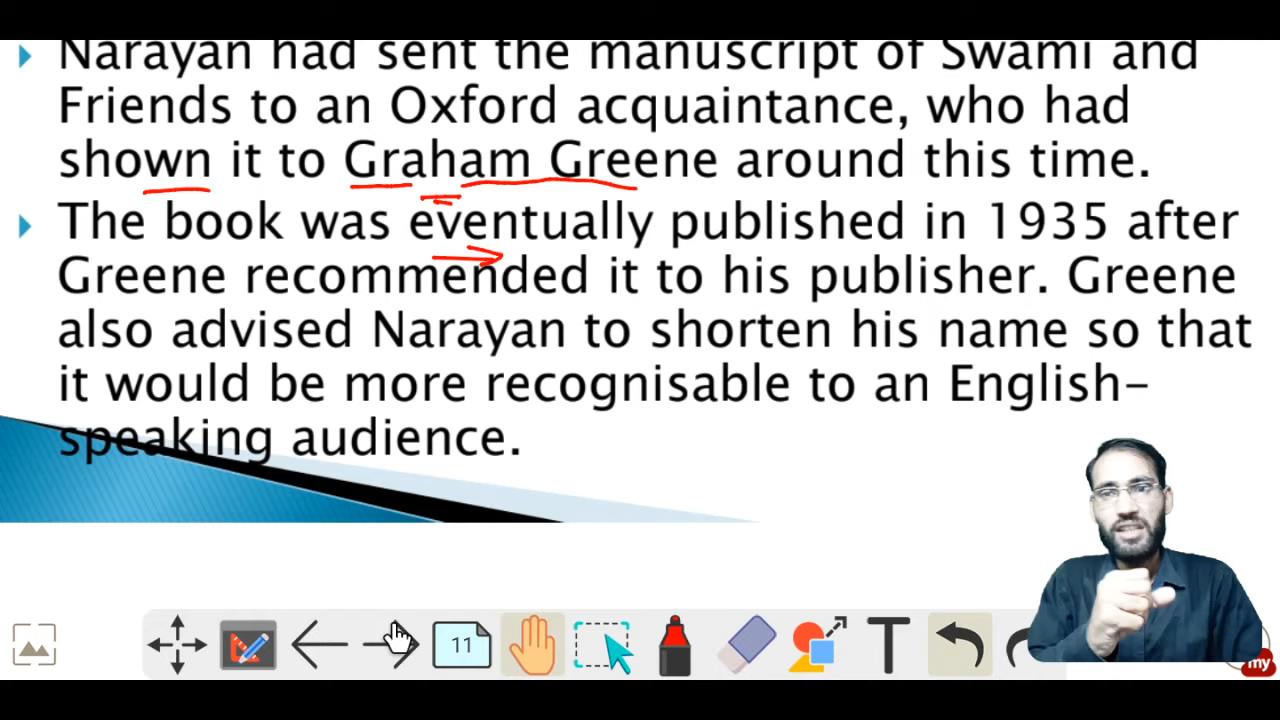 Narayan had sent the manuscript of Swami and
Friends to an Oxford acquaintance, who had
shown it to Graham Greene around this time.
The book was eventually published in 1935 after
Greene recommended it to his publisher. Greene
also advised Narayan to shorten his name so that
it would be more recognisable to an English-
speaking audience.
11
T
my